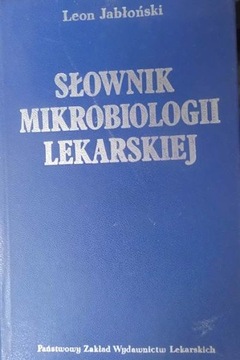 Leon Jabłoński
SŁOWNIK
MIKROBIOLOGII
LEKARSKIEJ
Państwowy Zakład Wydawnictw Lekarskich